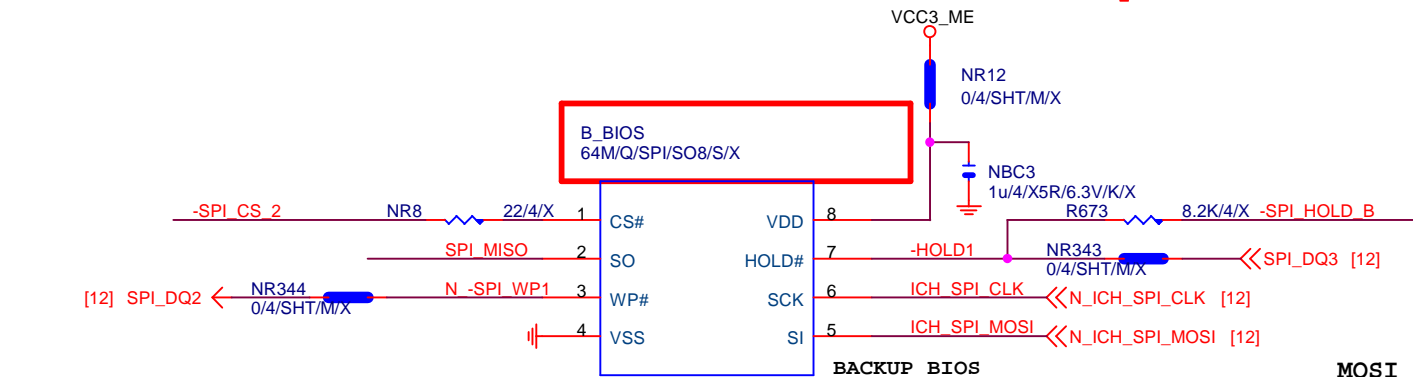 VCC3_ME
NR12
0/4/SHT/M/X
B_BIOS
64M/Q/SPI/SO8/S/X
NBC3
1u/4/X5R/6.3V/K/X
-SPI_CS_2 NR8 22/4/X 1 CS# VDD 8 R673 8.2K/4/X -SPI_HOLD_B
SPI_MISO 2 SO HOLD# 7 -HOLD1 NR343 SPI_DQ3 [12]
0/4/SHT/M/X
[12] SPI_DQ2 NR344 N_-SPI_WP1 3 WP# SCK 6 ICH_SPI_CLK N_ICH_SPI_CLK [12]
0/4/SHT/M/X
4 VSS SI 5 ICH_SPI_MOSI N_ICH_SPI_MOSI [12]
BACKUP BIOS MOSI